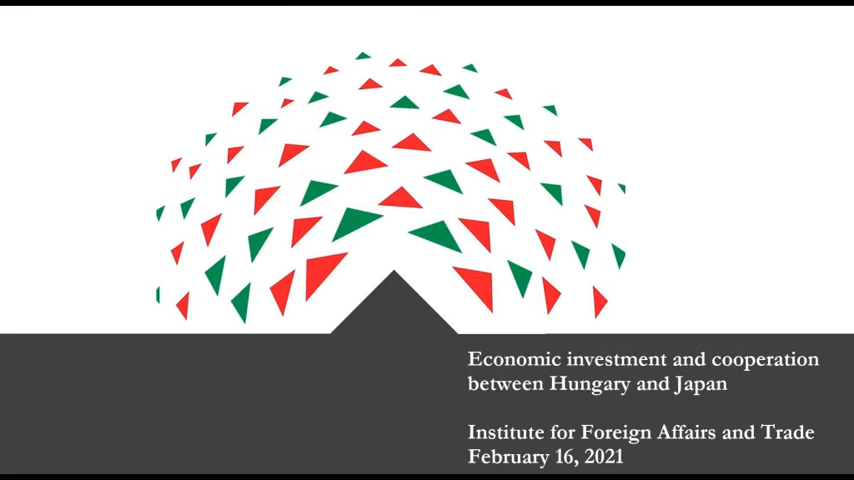 Economic investment and cooperation
between Hungary and Japan
Institute for Foreign Affairs and Trade
February 16, 2021